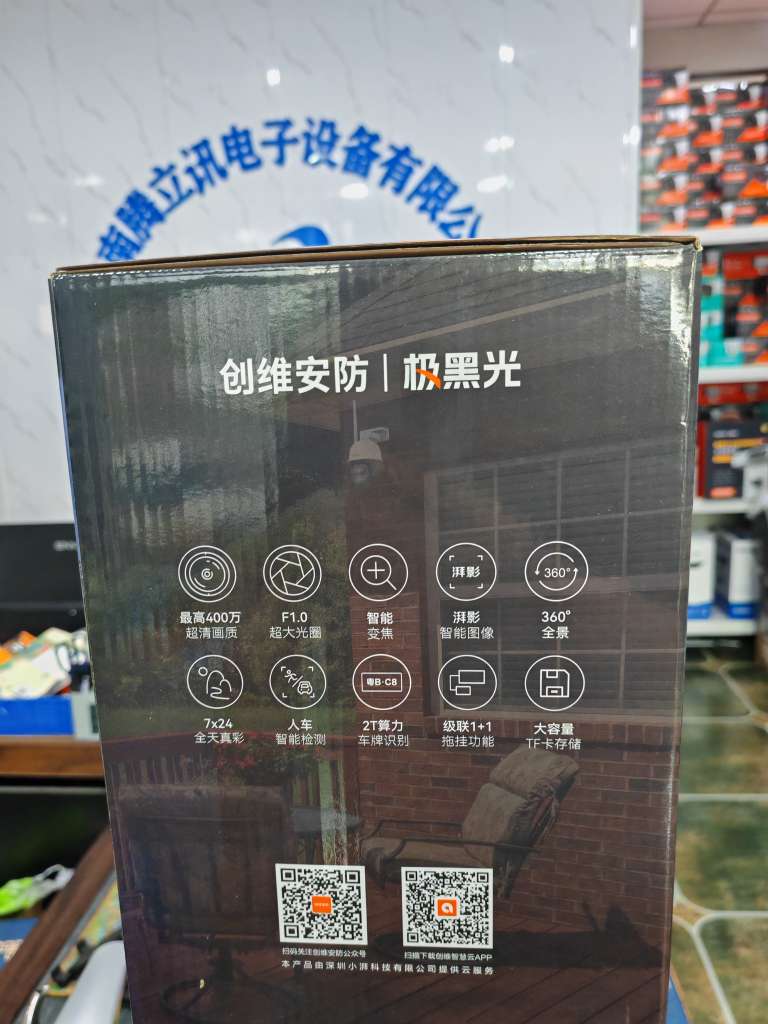 南腾立讯电子设备有限公
创维安防 | 极黑光
湃影
360°
最高400万
超清画质
F1.0
超大光圈
智能
变焦
湃影
智能图像
360°
全景
粤B·C8
7x24
全天真彩
人车
智能检测
2T算力
车牌识别
级联1+1
拖挂功能
大容量
TF卡存储
扫码关注创维安防公众号
扫描下载创维智慧云APP
本产品由深圳小湃科技有限公司提供云服务